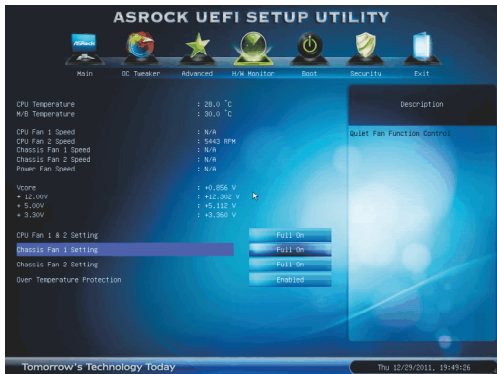 ASROCK UEFI SETUP UTILITY
ASRock
Main OC Tweaker Advanced H/W Monitor Boot Security Exit
CPU Temperature : 28.0 °C
M/B Temperature : 30.0 °C
CPU Fan 1 Speed : N/A
CPU Fan 2 Speed : 5443 RPM
Chassis Fan 1 Speed : N/A
Chassis Fan 2 Speed : N/A
Power Fan Speed : N/A
Vcore : +0.856 V
+ 12.00V : +12.302 V
+ 5.00V : +5.112 V
+ 3.30V : +3.360 V
CPU Fan 1 & 2 Setting Full On
Chassis Fan 1 Setting Full On
Chassis Fan 2 Setting Full On
Over Temperature Protection Enabled
Description
Quiet Fan Function Control
Tomorrow's Technology Today
Thu 12/29/2011, 19:49:26